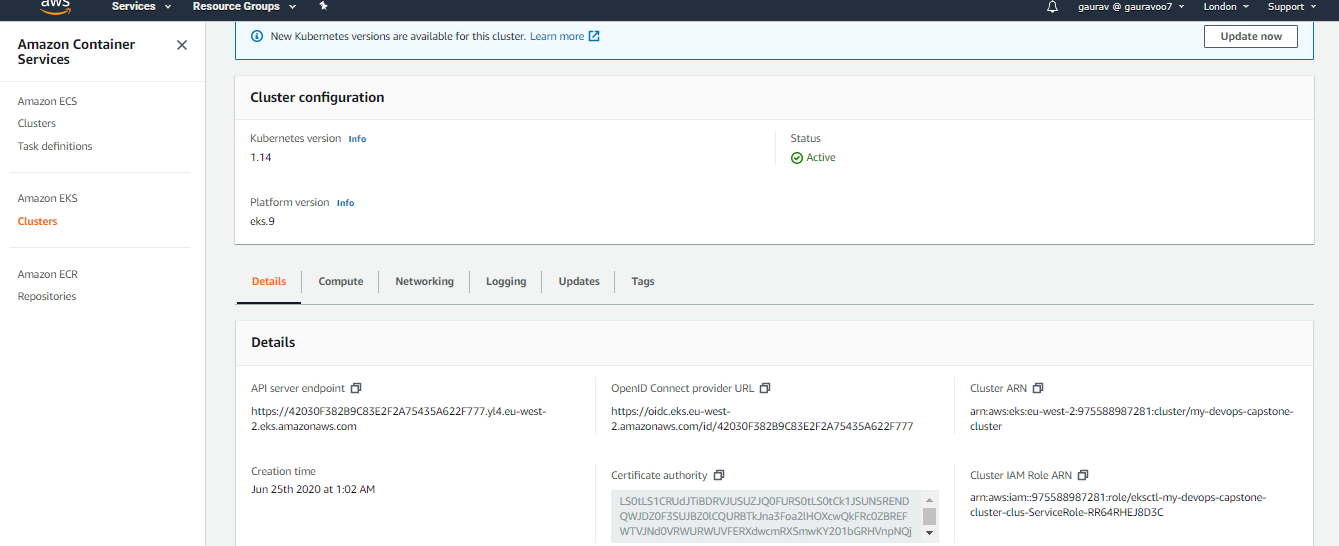 aws Services Resource Groups gaurav @ gauravoo7 London Support
Amazon Container
Services
Amazon ECS
Clusters
Task definitions
Amazon EKS
Clusters
Amazon ECR
Repositories
New Kubernetes versions are available for this cluster. Learn more
Update now
Cluster configuration
Kubernetes version Info
1.14
Status
Active
Platform version Info
eks.9
Details Compute Networking Logging Updates Tags
Details
API server endpoint
https://42030F382B9C83E2F2A75435A622F777.yl4.eu-west-
2.eks.amazonaws.com
OpenID Connect provider URL
https://oidc.eks.eu-west-
2.amazonaws.com/id/42030F382B9C83E2F2A75435A622F777
Cluster ARN
arn:aws:eks:eu-west-2:975588987281:cluster/my-devops-capstone-
cluster
Creation time
Jun 25th 2020 at 1:02 AM
Certificate authority
Cluster IAM Role ARN
arn:aws:iam::975588987281:role/eksctl-my-devops-capstone-
cluster-clus-ServiceRole-RR64RHEJ8D3C